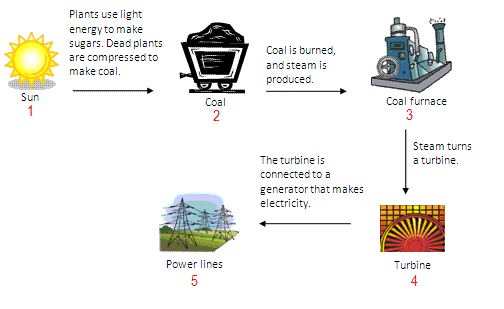 Plants use light
energy to make
sugars. Dead plants
are compressed to
make coal.
Sun
1
Coal
2
Coal is burned,
and steam is
produced.
Coal furnace
3
Steam turns
a turbine.
Turbine
4
The turbine is
connected to a
generator that makes
electricity.
Power lines
5